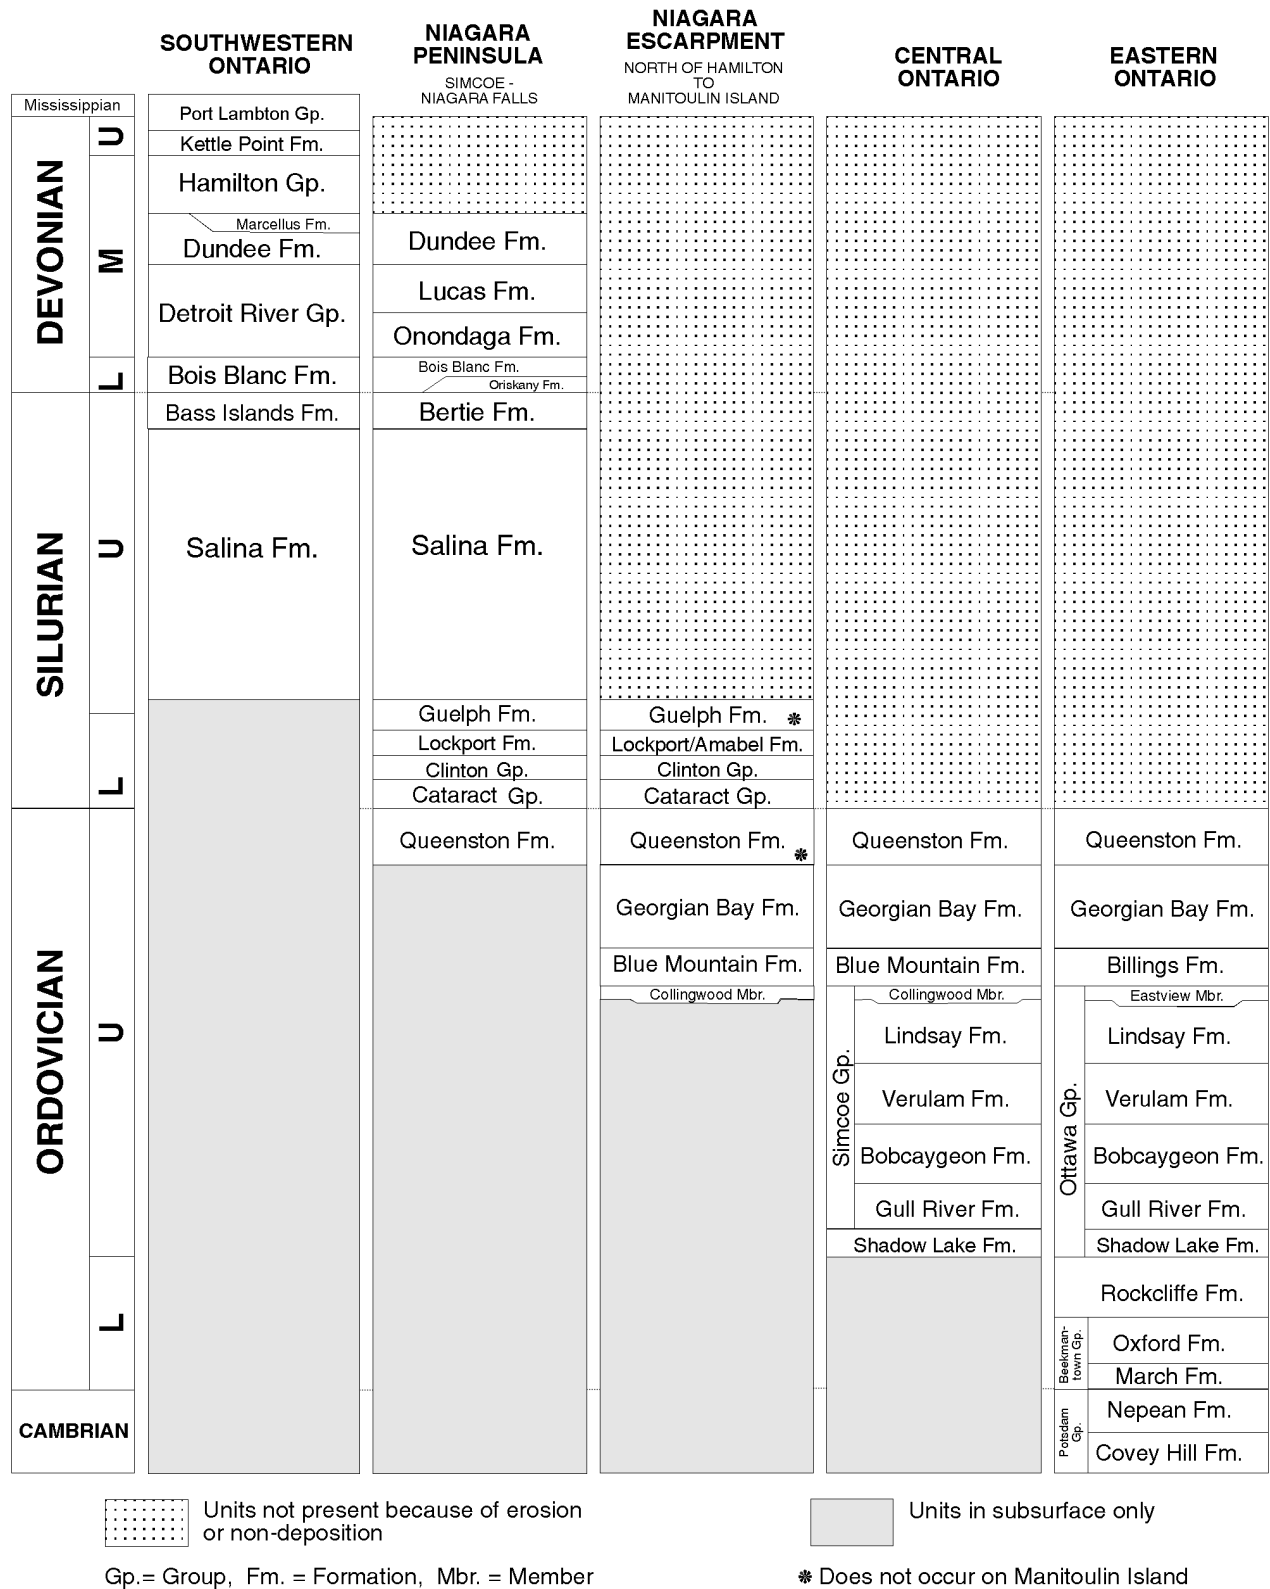 SOUTHWESTERN
ONTARIO
NIAGARA
PENINSULA
SIMCOE -
NIAGARA FALLS
NIAGARA
ESCARPMENT
NORTH OF HAMILTON
TO
MANITOULIN ISLAND
CENTRAL
ONTARIO
EASTERN
ONTARIO
Mississippian
DEVONIAN
U
M
L
SILURIAN
U
L
ORDOVICIAN
U
L
CAMBRIAN
Port Lambton Gp.
Kettle Point Fm.
Hamilton Gp.
Marcellus Fm.
Dundee Fm.
Detroit River Gp.
Bois Blanc Fm.
Bass Islands Fm.
Salina Fm.
Dundee Fm.
Lucas Fm.
Onondaga Fm.
Bois Blanc Fm.
Oriskany Fm.
Bertie Fm.
Salina Fm.
Guelph Fm.
Lockport Fm.
Clinton Gp.
Cataract Gp.
Queenston Fm.
Guelph Fm. *
Lockport/Amabel Fm.
Clinton Gp.
Cataract Gp.
Queenston Fm. *
Georgian Bay Fm.
Blue Mountain Fm.
Collingwood Mbr.
Queenston Fm.
Georgian Bay Fm.
Blue Mountain Fm.
Simcoe Gp.
Collingwood Mbr.
Lindsay Fm.
Verulam Fm.
Bobcaygeon Fm.
Gull River Fm.
Shadow Lake Fm.
Queenston Fm.
Georgian Bay Fm.
Billings Fm.
Ottawa Gp.
Eastview Mbr.
Lindsay Fm.
Verulam Fm.
Bobcaygeon Fm.
Gull River Fm.
Shadow Lake Fm.
Rockcliffe Fm.
Beekman-
town Gp.
Oxford Fm.
March Fm.
Potsdam
Gp.
Nepean Fm.
Covey Hill Fm.
Units not present because of erosion
or non-deposition
Units in subsurface only
Gp.= Group, Fm. = Formation, Mbr. = Member
* Does not occur on Manitoulin Island